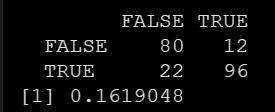 FALSE TRUE
FALSE 80 12
TRUE 22 96
[1] 0.1619048